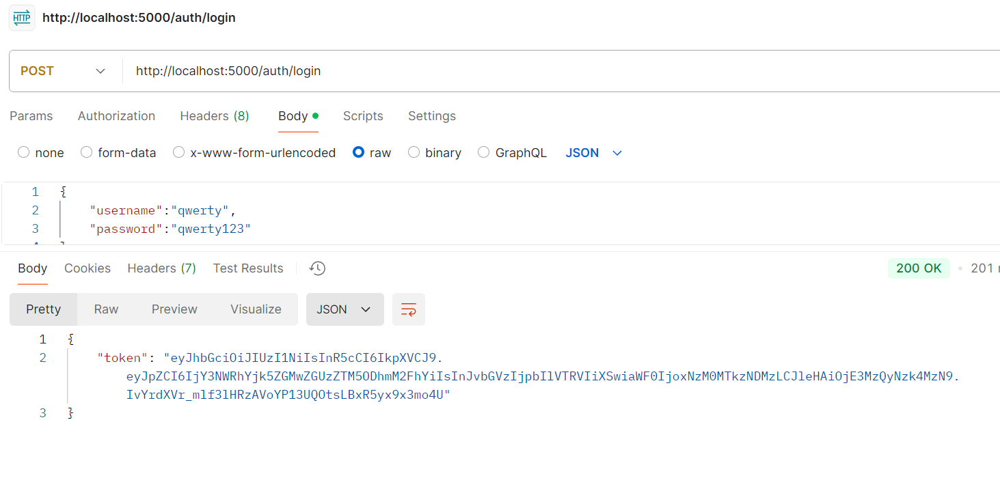 HTTP http://localhost:5000/auth/login
POST http://localhost:5000/auth/login
Params Authorization Headers (8) Body Scripts Settings
none form-data x-www-form-urlencoded raw binary GraphQL JSON
1 {
2 "username":"qwerty",
3 "password":"qwerty123"
Body Cookies Headers (7) Test Results 200 OK • 201
Pretty Raw Preview Visualize JSON
1 {
2 "token": "eyJhbGciOiJIUzI1NiIsInR5cCI6IkpXVCJ9.
eyJpZCI6IjY3NWRhYjk5ZGMwZGUzZTM5ODhmM2FhYiIsInJvbGVzIjpbIlVTRVIiXSwiaWF0IjoxNzM0MTkzNDMzLCJleHAiOjE3MzQyNzk4MzN9.
IvYrdXVr_mlf3lHRzAVoYP13UQOtsLBxR5yx9x3mo4U"
3 }